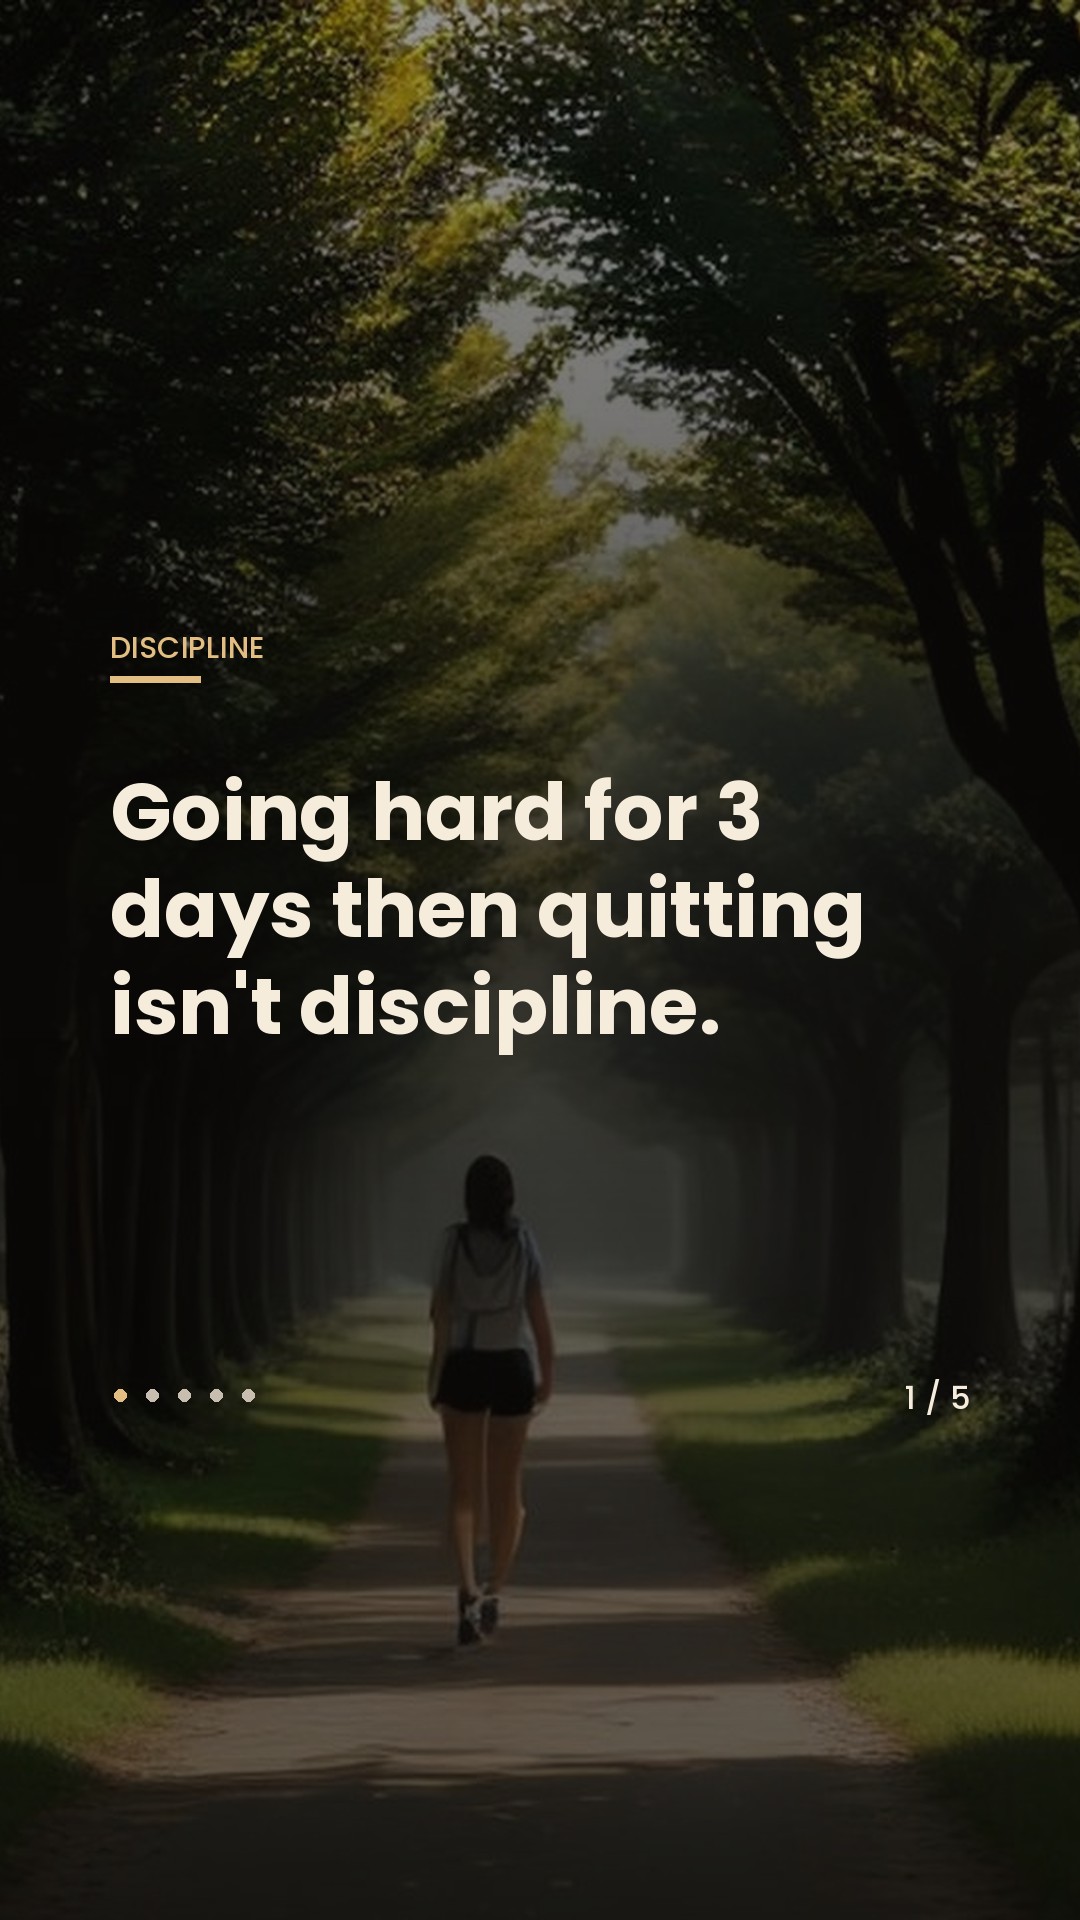 DISCIPLINE
Going hard for 3
days then quitting
isn't discipline.
1 / 5